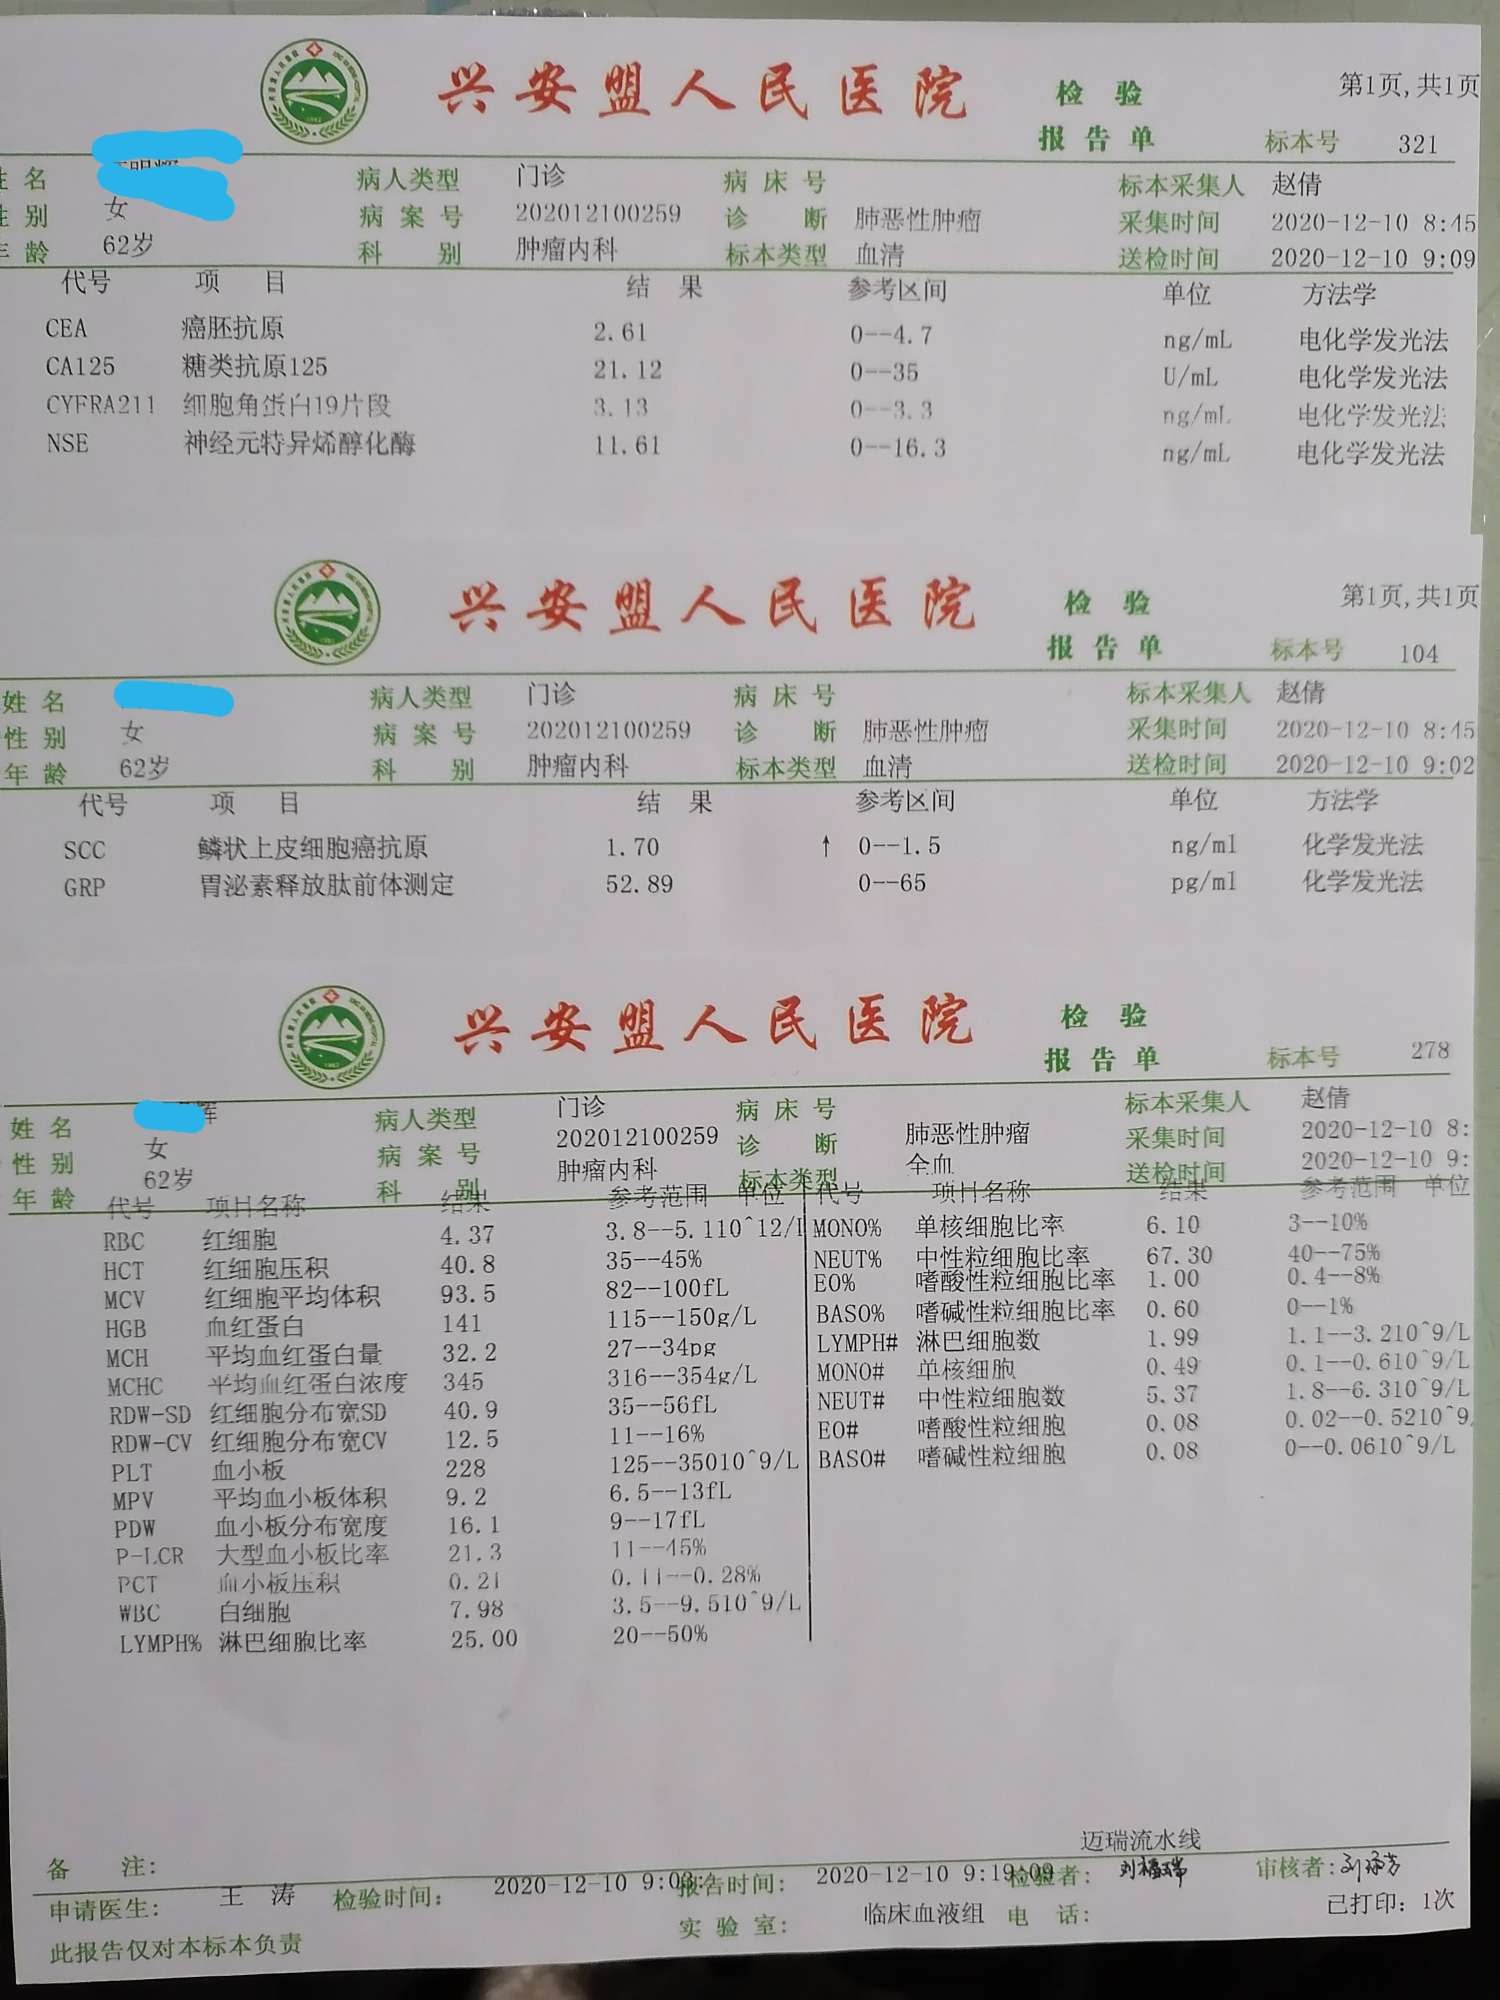 兴安盟人民医院 检验 第1页,共1页
报告单 标本号 321
姓名 病人类型 门诊 病床号 标本采集人 赵倩
性别 女 病案号 202012100259 诊断 肺恶性肿瘤 采集时间 2020-12-10 8:45
年龄 62岁 科别 肿瘤内科 标本类型 血清 送检时间 2020-12-10 9:09
代号 项目 结果 参考区间 单位 方法学
CEA 癌胚抗原 2.61 0--4.7 ng/mL 电化学发光法
CA125 糖类抗原125 21.12 0--35 U/mL 电化学发光法
CYFRA211 细胞角蛋白19片段 3.13 0--3.3 ng/mL 电化学发光法
NSE 神经元特异烯醇化酶 11.61 0--16.3 ng/mL 电化学发光法
兴安盟人民医院 检验 第1页,共1页
报告单 标本号 104
姓名 病人类型 门诊 病床号 标本采集人 赵倩
性别 女 病案号 202012100259 诊断 肺恶性肿瘤 采集时间 2020-12-10 8:45
年龄 62岁 科别 肿瘤内科 标本类型 血清 送检时间 2020-12-10 9:02
代号 项目 结果 参考区间 单位 方法学
SCC 鳞状上皮细胞癌抗原 1.70 ↑ 0--1.5 ng/ml 化学发光法
GRP 胃泌素释放肽前体测定 52.89 0--65 pg/ml 化学发光法
兴安盟人民医院 检验
报告单 标本号 278
姓名 辉 病人类型 门诊 病床号 标本采集人 赵倩
性别 女 病案号 202012100259 诊断 肺恶性肿瘤 采集时间 2020-12-10 8:
年龄 62岁 科别 肿瘤内科 标本类型 全血 送检时间 2020-12-10 9:
代号 项目名称 结果 参考范围 单位 代号 项目名称 结果 参考范围 单位
RBC 红细胞 4.37 3.8--5.110^12/L MONO% 单核细胞比率 6.10 3--10%
HCT 红细胞压积 40.8 35--45% NEUT% 中性粒细胞比率 67.30 40--75%
MCV 红细胞平均体积 93.5 82--100fL EO% 嗜酸性粒细胞比率 1.00 0.4--8%
HGB 血红蛋白 141 115--150g/L BASO% 嗜碱性粒细胞比率 0.60 0--1%
MCH 平均血红蛋白量 32.2 27--34pg LYMPH# 淋巴细胞数 1.99 1.1--3.210^9/L
MCHC 平均血红蛋白浓度 345 316--354g/L MONO# 单核细胞 0.49 0.1--0.610^9/L
RDW-SD 红细胞分布宽SD 40.9 35--56fL NEUT# 中性粒细胞数 5.37 1.8--6.310^9/L
RDW-CV 红细胞分布宽CV 12.5 11--16% EO# 嗜酸性粒细胞 0.08 0.02--0.5210^9
PLT 血小板 228 125--35010^9/L BASO# 嗜碱性粒细胞 0.08 0--0.0610^9/L
MPV 平均血小板体积 9.2 6.5--13fL
PDW 血小板分布宽度 16.1 9--17fL
P-LCR 大型血小板比率 21.3 11--45%
PCT 血小板压积 0.21 0.11--0.28%
WBC 白细胞 7.98 3.5--9.510^9/L
LYMPH% 淋巴细胞比率 25.00 20--50%
迈瑞流水线
备注:
申请医生: 王涛 检验时间: 2020-12-10 9:03: 报告时间: 2020-12-10 9:19:09 检验者: 审核者:
实验室: 临床血液组 电话: 已打印: 1次
此报告仅对本标本负责